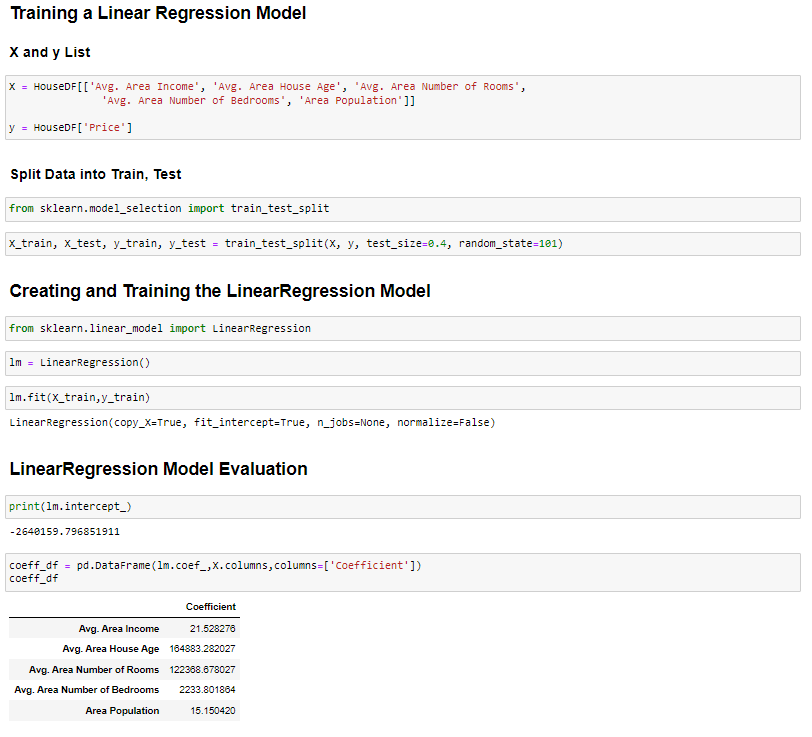 Training a Linear Regression Model
X and y List
X = HouseDF[['Avg. Area Income', 'Avg. Area House Age', 'Avg. Area Number of Rooms',
'Avg. Area Number of Bedrooms', 'Area Population']]
y = HouseDF['Price']
Split Data into Train, Test
from sklearn.model_selection import train_test_split
X_train, X_test, y_train, y_test = train_test_split(X, y, test_size=0.4, random_state=101)
Creating and Training the LinearRegression Model
from sklearn.linear_model import LinearRegression
lm = LinearRegression()
lm.fit(X_train,y_train)
LinearRegression(copy_X=True, fit_intercept=True, n_jobs=None, normalize=False)
LinearRegression Model Evaluation
print(lm.intercept_)
-2640159.796851911
coeff_df = pd.DataFrame(lm.coef_,X.columns,columns=['Coefficient'])
coeff_df
Coefficient
Avg. Area Income 21.528276
Avg. Area House Age 164883.282027
Avg. Area Number of Rooms 122368.678027
Avg. Area Number of Bedrooms 2233.801864
Area Population 15.150420